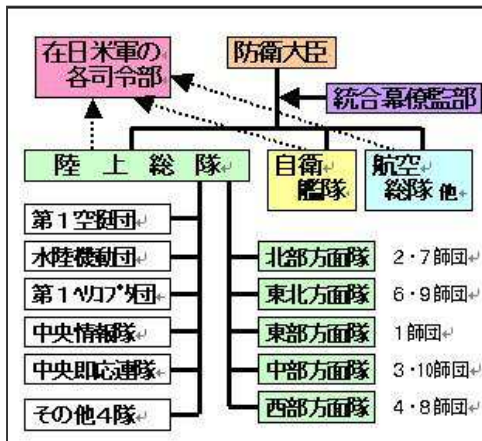 在日米軍の
各司令部
防衛大臣
統合幕僚監部
陸上総隊
自衛
艦隊
航空
総隊 他
第1空挺団
水陸機動団
第1ヘリコプタ団
中央情報隊
中央即応連隊
その他4隊
北部方面隊 2・7師団
東北方面隊 6・9師団
東部方面隊 1師団
中部方面隊 3・10師団
西部方面隊 4・8師団